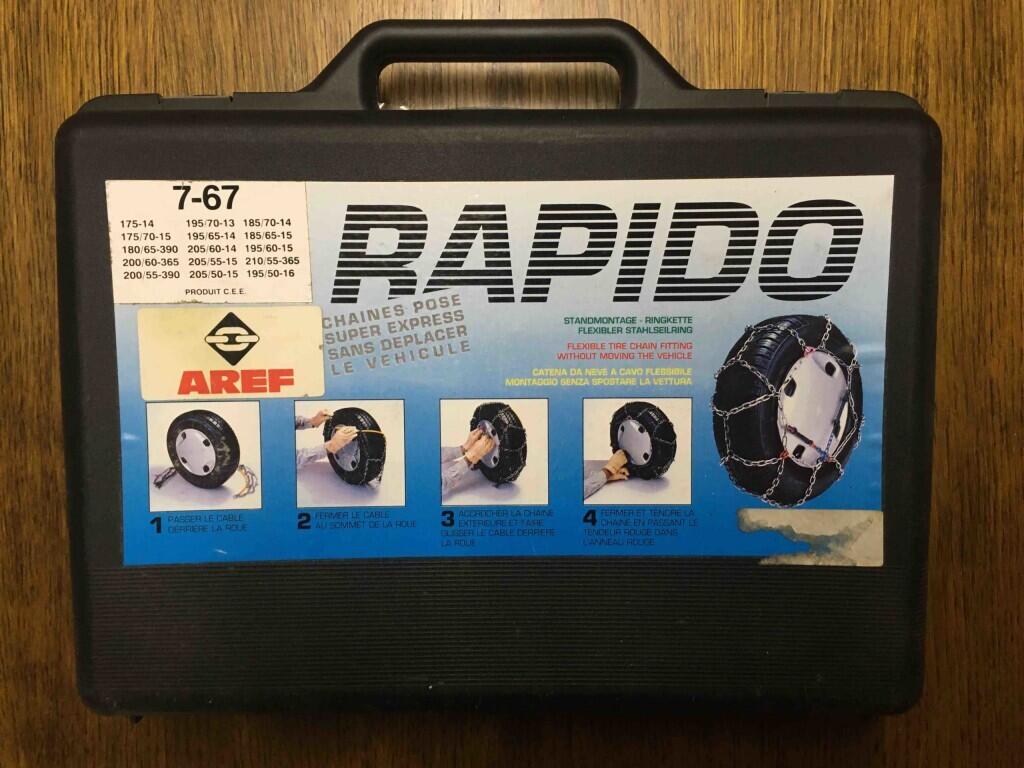 7-67
175-14 195/70-13 185/70-14
175/70-15 195/65-14 185/65-15
180/65-390 205/60-14 195/60-15
200/60-365 205/55-15 210/55-365
200/55-390 205/50-15 195/50-16
PRODUIT C.E.E.
RAPIDO
CHAINES POSE
SUPER EXPRESS
SANS DEPLACER
LE VEHICULE
STANDMONTAGE - RINGKETTE
FLEXIBLER STAHLSEILRING
FLEXIBLE TIRE CHAIN FITTING
WITHOUT MOVING THE VEHICLE
CATENA DA NEVE A CAVO FLESSIBILE
MONTAGGIO SENZA SPOSTARE LA VETTURA
AREF
1 PASSER LE CABLE
DERRIERE LA ROUE
2 FERMER LE CABLE
AU SOMMET DE LA ROUE
3 ACCROCHER LA CHAINE
EXTERIEURE ET FAIRE
GLISSER LE CABLE DERRIERE
LA ROUE
4 FERMER ET TENDRE LA
CHAINE EN PASSANT LE
TENDEUR ROUGE DANS
L'ANNEAU ROUGE